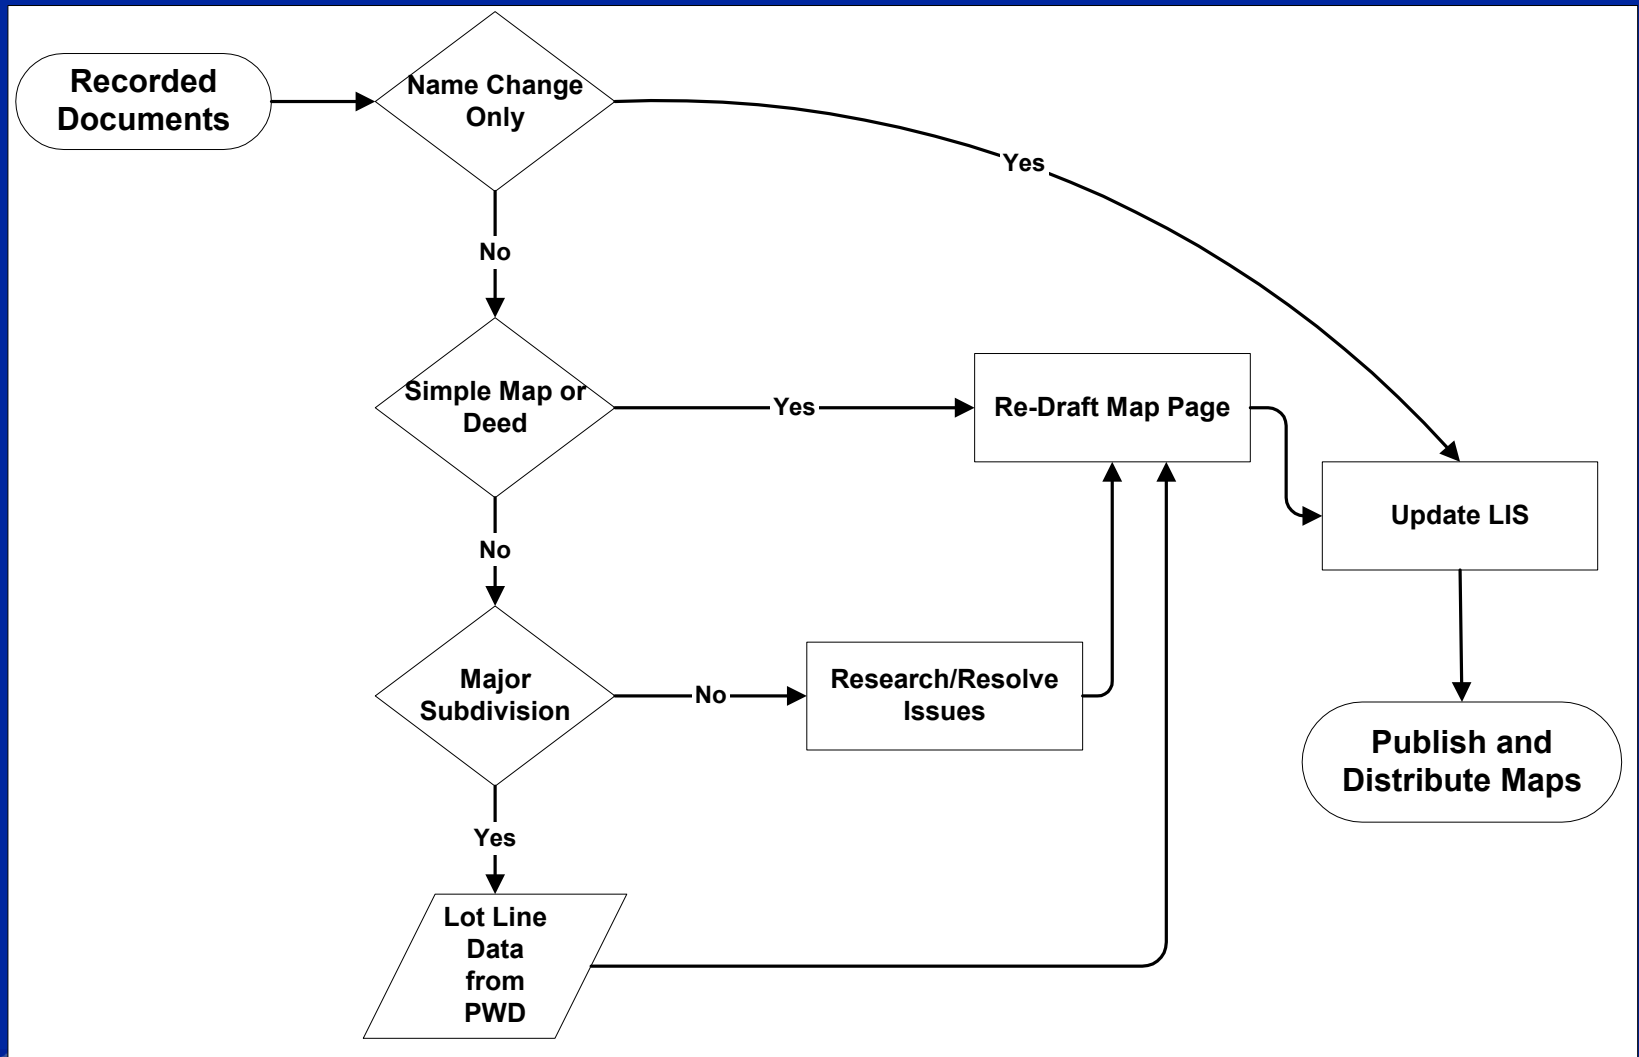 Recorded
Documents
Name Change
Only
Yes
No
Simple Map or
Deed
Yes
Re-Draft Map Page
Update LIS
No
Major
Subdivision
No
Research/Resolve
Issues
Publish and
Distribute Maps
Yes
Lot Line
Data
from
PWD